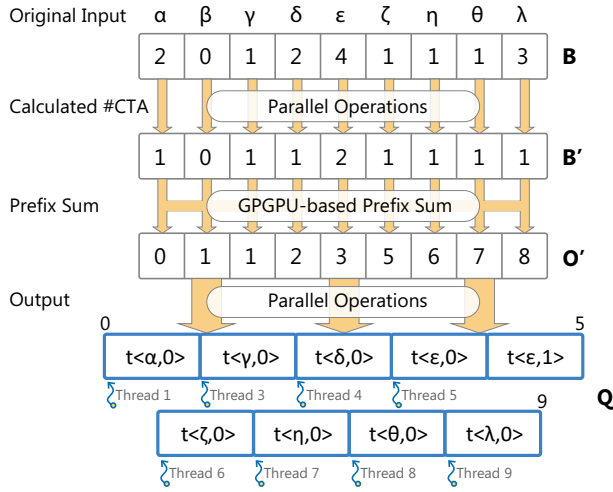 Original Input α β γ δ ε ζ η θ λ
2 0 1 2 4 1 1 1 3 B
Calculated #CTA Parallel Operations
1 0 1 1 2 1 1 1 1 B’
Prefix Sum GPGPU-based Prefix Sum
0 1 1 2 3 5 6 7 8 O’
Output Parallel Operations
0 5
t<α,0> t<γ,0> t<δ,0> t<ε,0> t<ε,1>
Thread 1 Thread 3 Thread 4 Thread 5 Q
9
t<ζ,0> t<η,0> t<θ,0> t<λ,0>
Thread 6 Thread 7 Thread 8 Thread 9